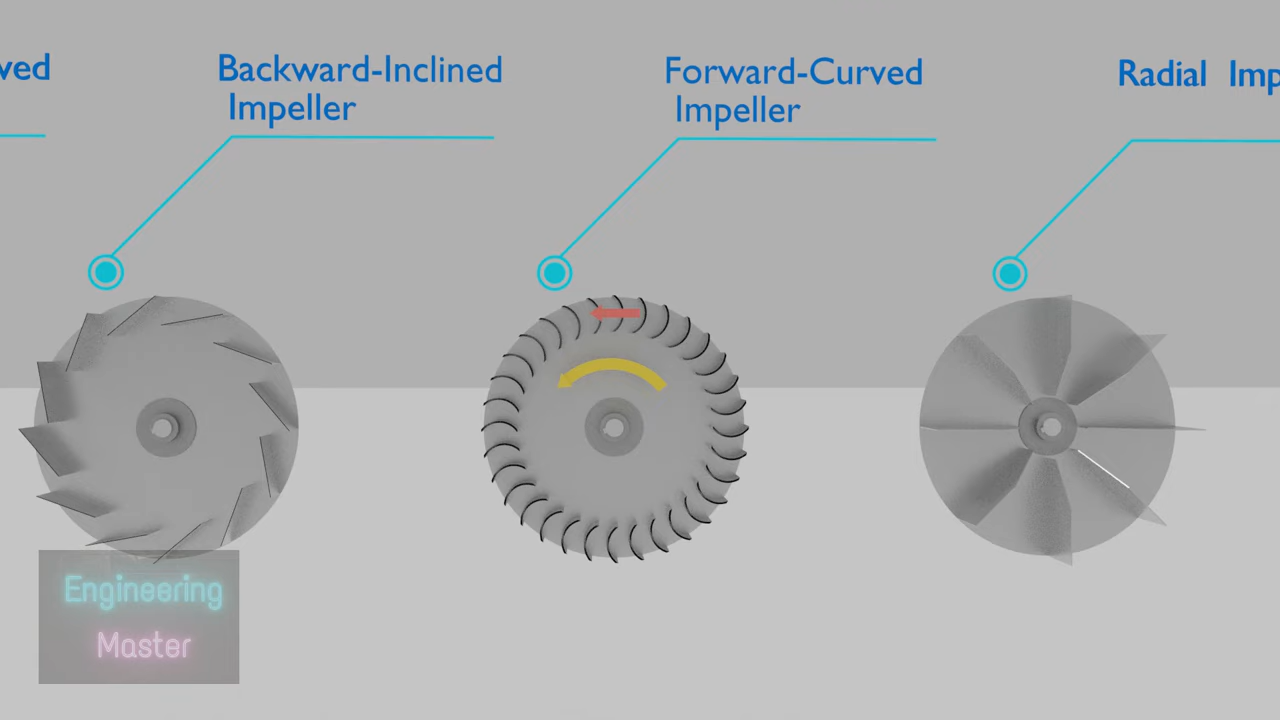 ved
Backward-Inclined
Impeller
Forward-Curved
Impeller
Radial Imp
Engineering
Master